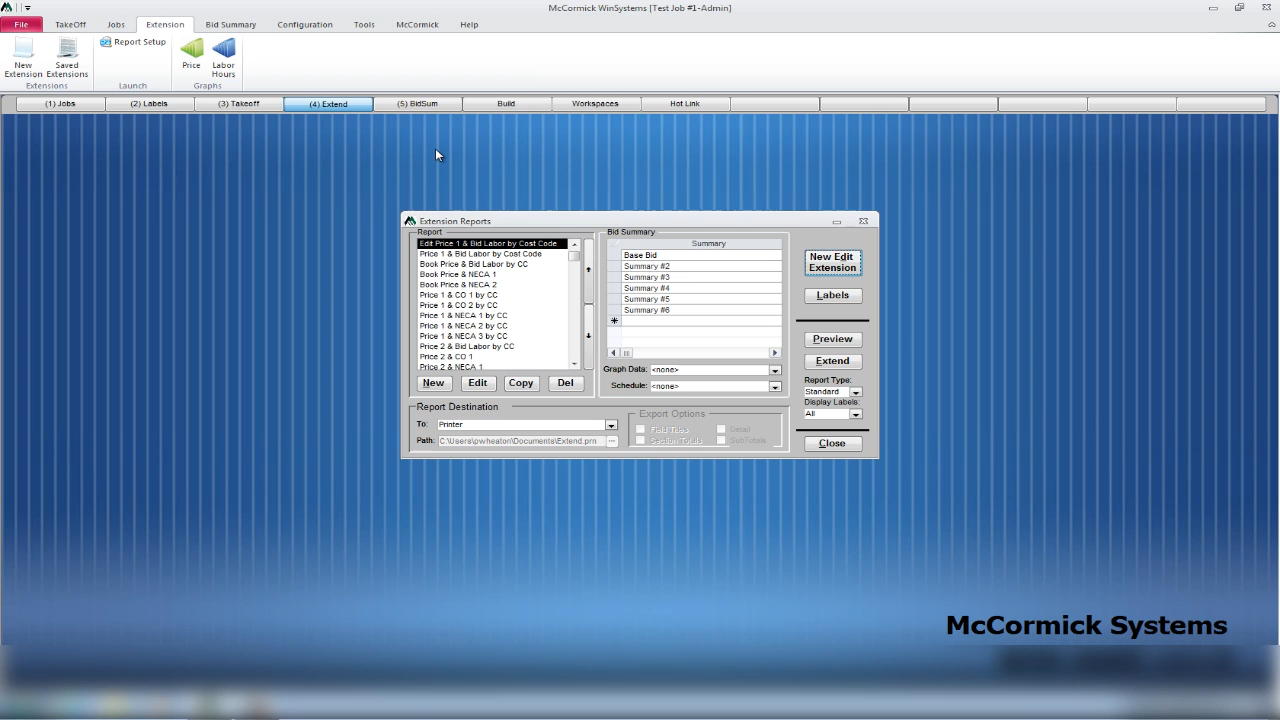 McCormick WinSystems [Test Job #1-Admin]
File TakeOff Jobs Extension Bid Summary Configuration Tools McCormick Help
New Extension
Saved Extensions
Report Setup
Price
Labor Hours
Extensions Launch Graphs
(1) Jobs (2) Labels (3) Takeoff (4) Extend (5) BidSum Build Workspaces Hot Link
Extension Reports
Report
Edit Price 1 & Bid Labor by Cost Code
Price 1 & Bid Labor by Cost Code
Book Price & Bid Labor by CC
Book Price & NECA 1
Book Price & NECA 2
Price 1 & CO 1 by CC
Price 1 & CO 2 by CC
Price 1 & NECA 1 by CC
Price 1 & NECA 2 by CC
Price 1 & NECA 3 by CC
Price 2 & Bid Labor by CC
Price 2 & CO 1
Price 2 & NECA 1
New Edit Copy Del
Bid Summary
Summary
Base Bid
Summary #2
Summary #3
Summary #4
Summary #5
Summary #6
Graph Data: <none>
Schedule: <none>
Report Destination
To: Printer
Path: C:\Users\pwheaton\Documents\Extend.prn ...
Export Options
Field Titles Detail
Section Totals SubTotals
New Edit
Extension
Labels
Preview
Extend
Report Type:
Standard
Display Labels:
All
Close
McCormick Systems